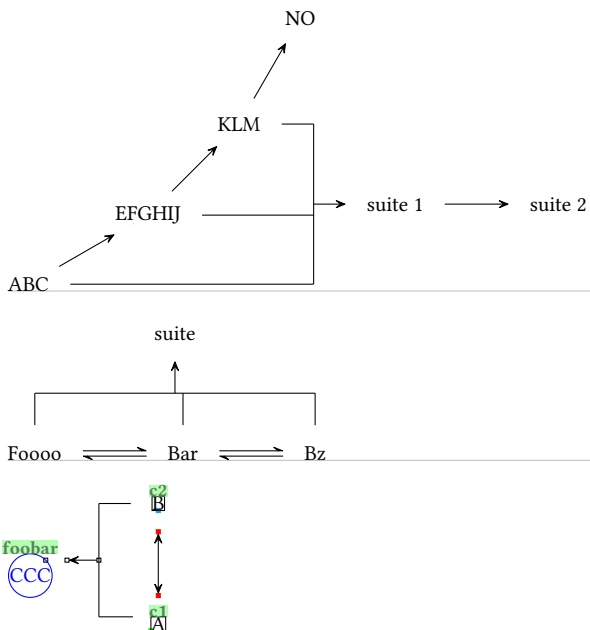 NO
KLM
suite 1
suite 2
EFGHIJ
ABC
suite
Foooo
Bar
Bz
c2
B
foobar
CCC
c1
A